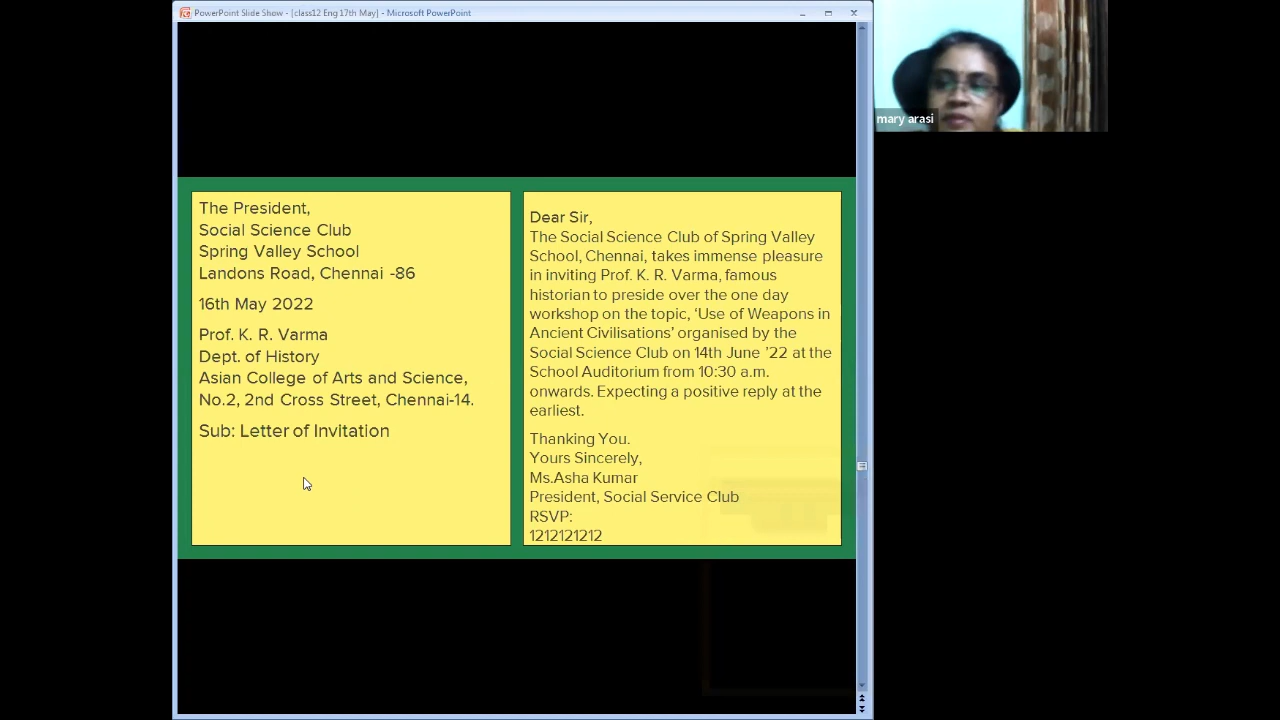 PowerPoint Slide Show - [class12 Eng 17th May] - Microsoft PowerPoint
mary arasi
The President,
Social Science Club
Spring Valley School
Landons Road, Chennai -86
16th May 2022
Prof. K. R. Varma
Dept. of History
Asian College of Arts and Science,
No.2, 2nd Cross Street, Chennai-14.
Sub: Letter of Invitation
Dear Sir,
The Social Science Club of Spring Valley
School, Chennai, takes immense pleasure
in inviting Prof. K. R. Varma, famous
historian to preside over the one day
workshop on the topic, ‘Use of Weapons in
Ancient Civilisations’ organised by the
Social Science Club on 14th June ’22 at the
School Auditorium from 10:30 a.m.
onwards. Expecting a positive reply at the
earliest.
Thanking You.
Yours Sincerely,
Ms.Asha Kumar
President, Social Service Club
RSVP:
1212121212